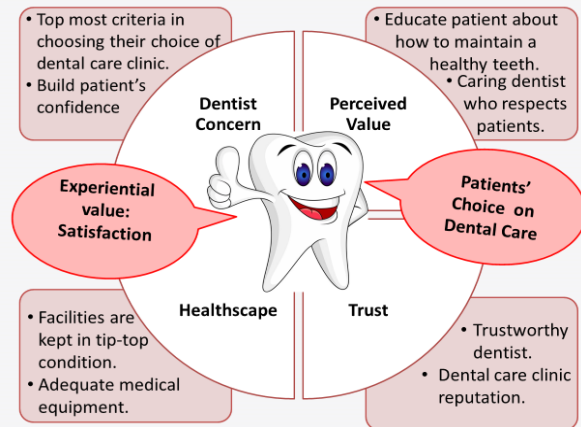 • Top most criteria in
choosing their choice of
dental care clinic.
• Build patient's
confidence
• Educate patient about
how to maintain a
healthy teeth.
• Caring dentist
who respects
patients.
Dentist
Concern
Perceived
Value
Experiential
value:
Satisfaction
Patients'
Choice on
Dental Care
Healthscape
Trust
• Facilities are
kept in tip-top
condition.
• Adequate medical
equipment.
• Trustworthy
dentist.
• Dental care clinic
reputation.